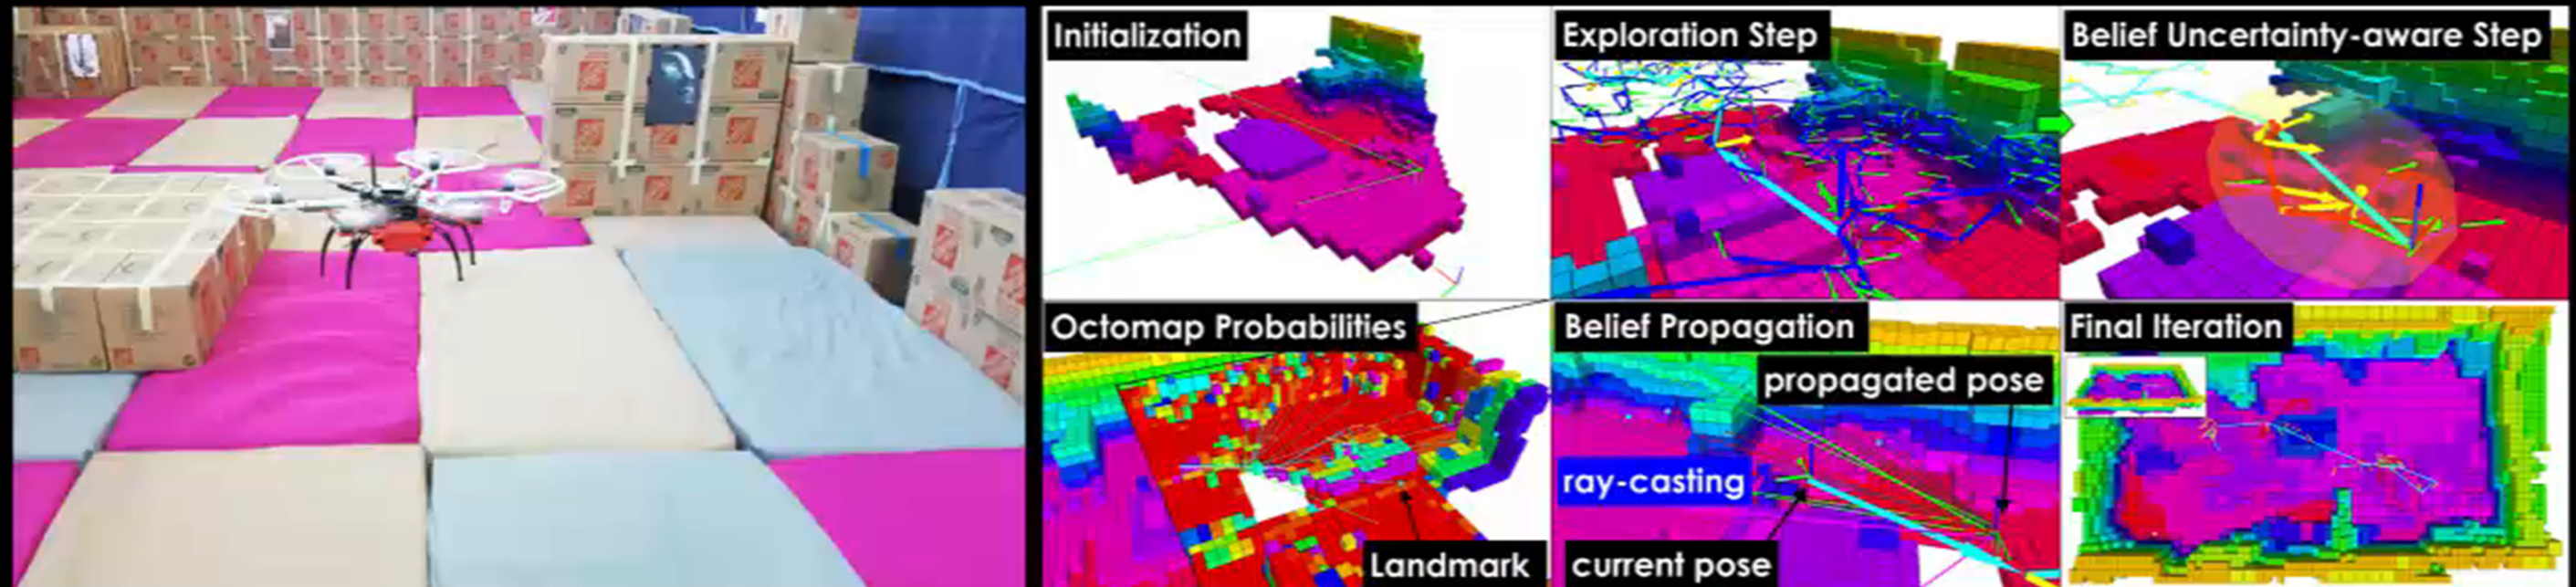 Initialization
Exploration Step
Belief Uncertainty-aware Step
Octomap Probabilities
Landmark
Belief Propagation
propagated pose
ray-casting
current pose
Final Iteration